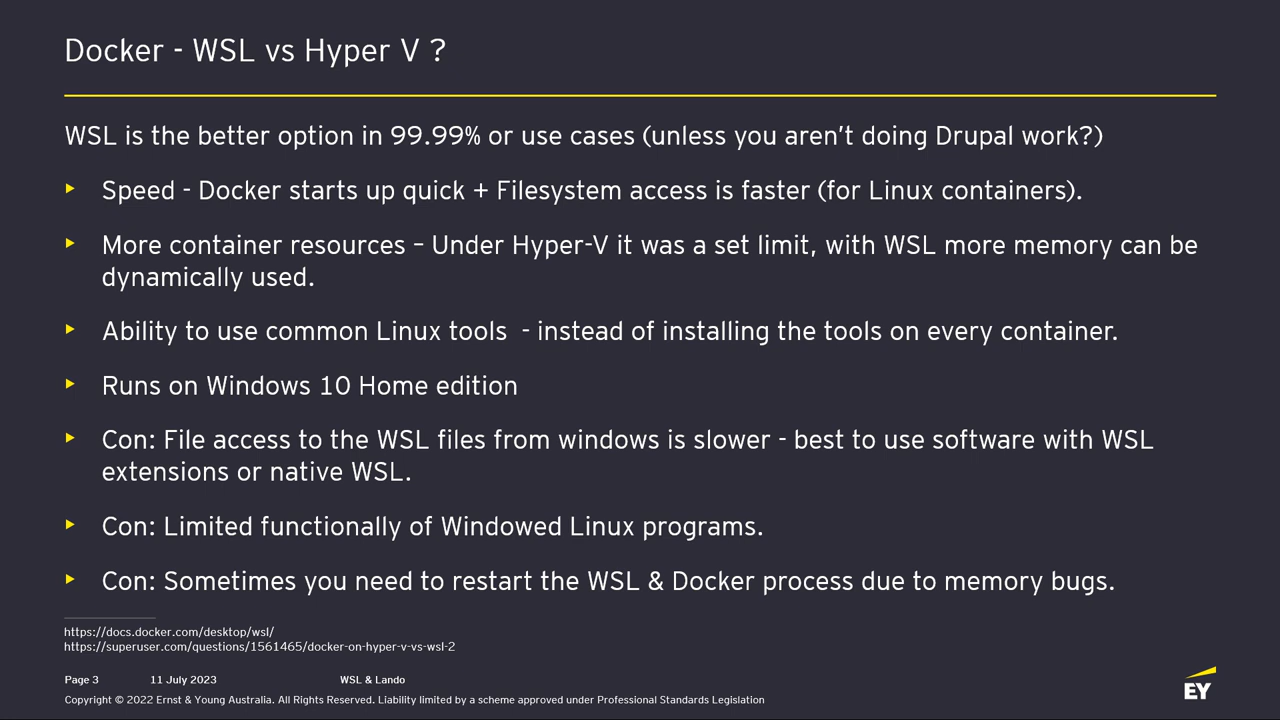 Docker - WSL vs Hyper V ?
WSL is the better option in 99.99% or use cases (unless you aren’t doing Drupal work?)
Speed - Docker starts up quick + Filesystem access is faster (for Linux containers).
More container resources – Under Hyper-V it was a set limit, with WSL more memory can be
dynamically used.
Ability to use common Linux tools  - instead of installing the tools on every container.
Runs on Windows 10 Home edition
Con: File access to the WSL files from windows is slower - best to use software with WSL
extensions or native WSL.
Con: Limited functionally of Windowed Linux programs.
Con: Sometimes you need to restart the WSL & Docker process due to memory bugs.
https://docs.docker.com/desktop/wsl/
https://superuser.com/questions/1561465/docker-on-hyper-v-vs-wsl-2
Page 3 11 July 2023 WSL & Lando
Copyright © 2022 Ernst & Young Australia. All Rights Reserved. Liability limited by a scheme approved under Professional Standards Legislation
EY